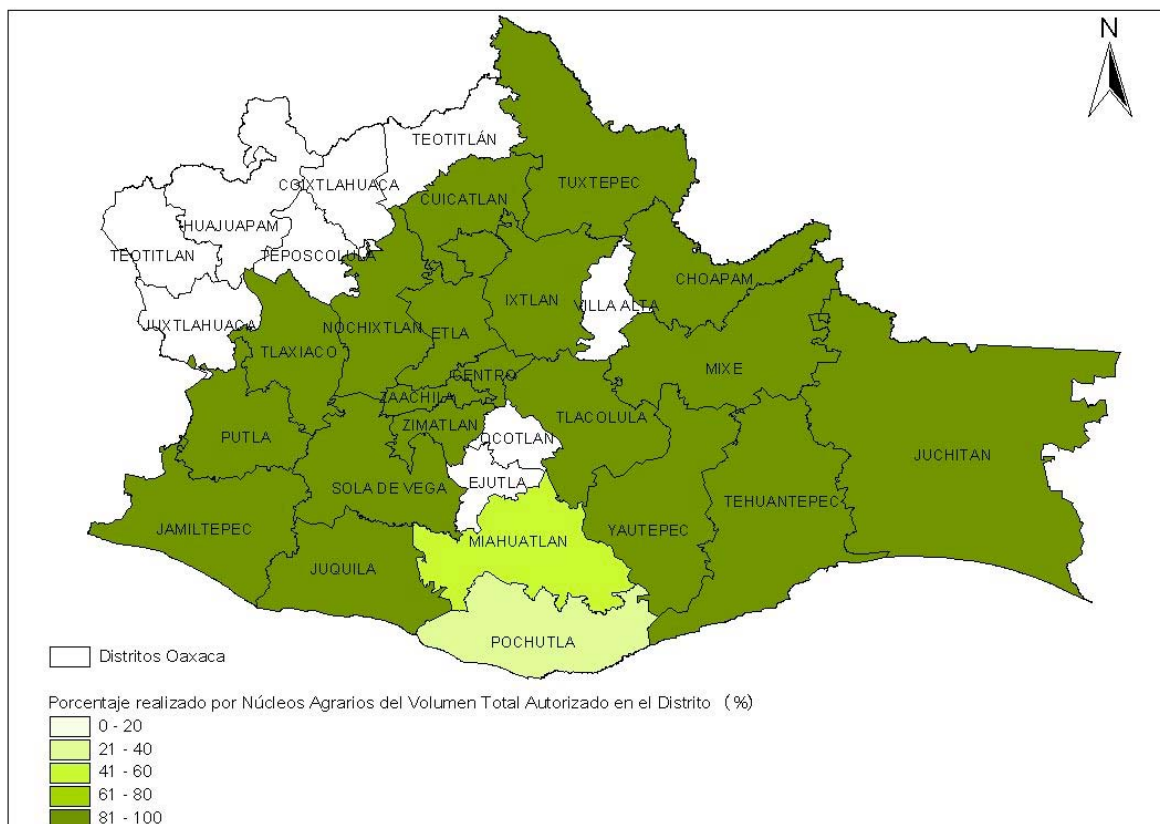 N
TEOTITLÁN
COIXTLAHUACA
TUXTEPEC
CUICATLAN
HUAJUAPAM
TEOTITLAN
TEPOSCOLULA
CHOAPAM
IXTLAN
VILLA ALTA
JUXTLAHUACA
NOCHIXTLAN
ETLA
TLAXIACO
MIXE
CENTRO
ZAACHILA
TLACOLULA
ZIMATLAN
PUTLA
OCOTLAN
JUCHITAN
EJUTLA
SOLA DE VEGA
TEHUANTEPEC
JAMILTEPEC
YAUTEPEC
MIAHUATLAN
JUQUILA
POCHUTLA
Distritos Oaxaca
Porcentaje realizado por Núcleos Agrarios del Volumen Total Autorizado en el Distrito (%)
0 - 20
21 - 40
41 - 60
61 - 80
81 - 100